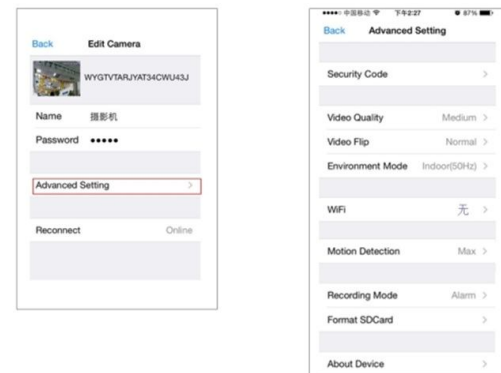 Back Edit Camera
WYGTVTARJYAT34CWU43J
Name 摄影机
Password •••••
Advanced Setting >
Reconnect Online
中国移动 下午2:27 87%
Back Advanced Setting
Security Code >
Video Quality Medium >
Video Flip Normal >
Environment Mode Indoor(50Hz) >
WiFi 无 >
Motion Detection Max >
Recording Mode Alarm >
Format SDCard >
About Device >